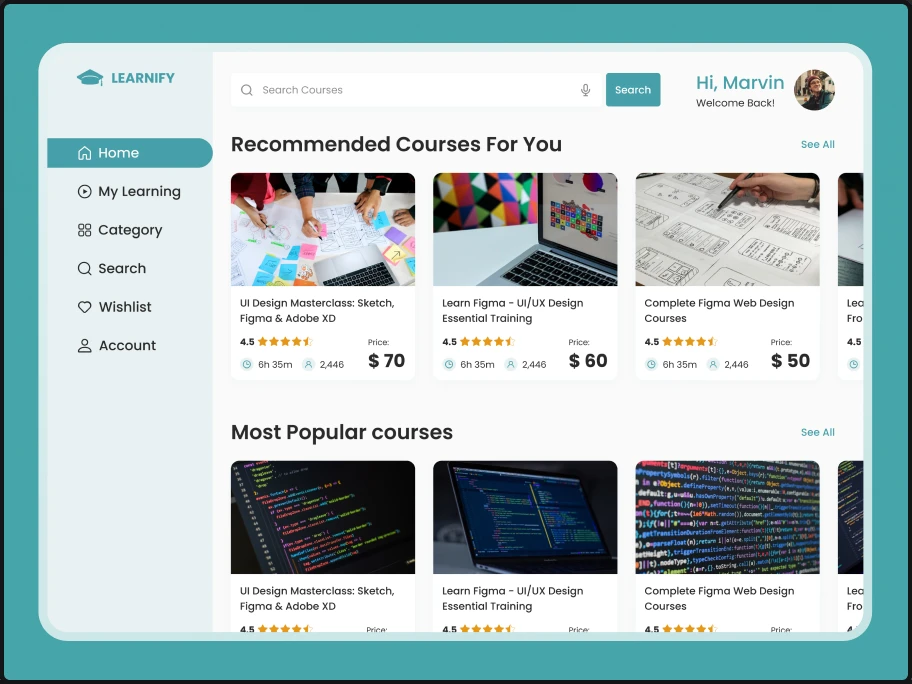 LEARNIFY
Search Courses
Search
Hi, Marvin
Welcome Back!
Home
My Learning
Category
Search
Wishlist
Account
Recommended Courses For You
See All
UI Design Masterclass: Sketch,
Figma & Adobe XD
4.5
Price:
6h 35m
2,446
$ 70
Learn Figma - UI/UX Design
Essential Training
4.5
Price:
6h 35m
2,446
$ 60
Complete Figma Web Design
Courses
4.5
Price:
6h 35m
2,446
$ 50
Lea
Fro
4.5
Most Popular courses
See All
UI Design Masterclass: Sketch,
Figma & Adobe XD
4.5
Price:
Learn Figma - UI/UX Design
Essential Training
4.5
Price:
Complete Figma Web Design
Courses
4.5
Price:
Lea
Fro
4.5